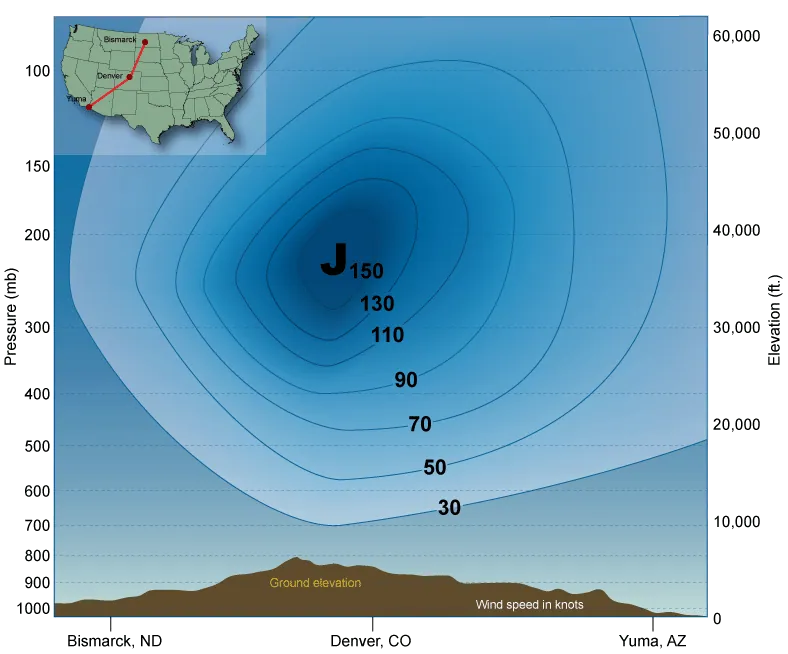 Bismarck
Denver
Yuma
Pressure (mb)
100
150
200
300
400
500
600
700
800
900
1000
60,000
50,000
40,000
30,000
20,000
10,000
0
Elevation (ft.)
J
150
130
110
90
70
50
30
Ground elevation
Wind speed in knots
Bismarck, ND
Denver, CO
Yuma, AZ